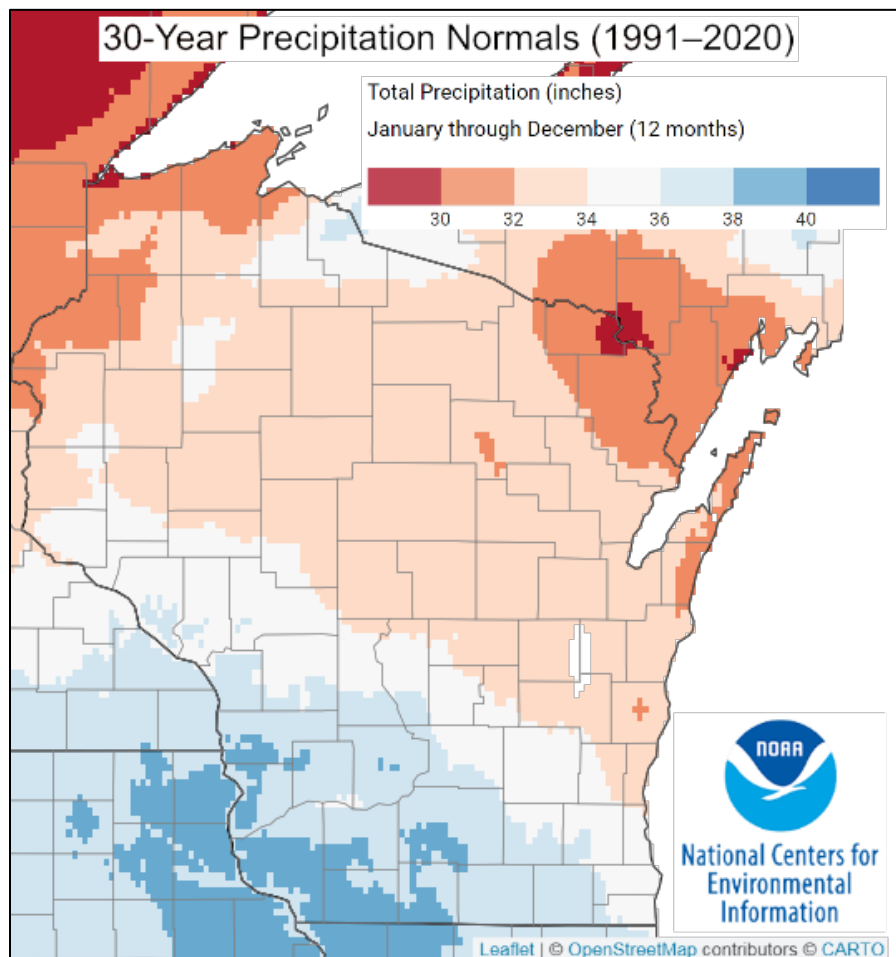 30-Year Precipitation Normals (1991–2020)
Total Precipitation (inches)
January through December (12 months)
30 32 34 36 38 40
NOAA
National Centers for
Environmental
Information
Leaflet | © OpenStreetMap contributors © CARTO